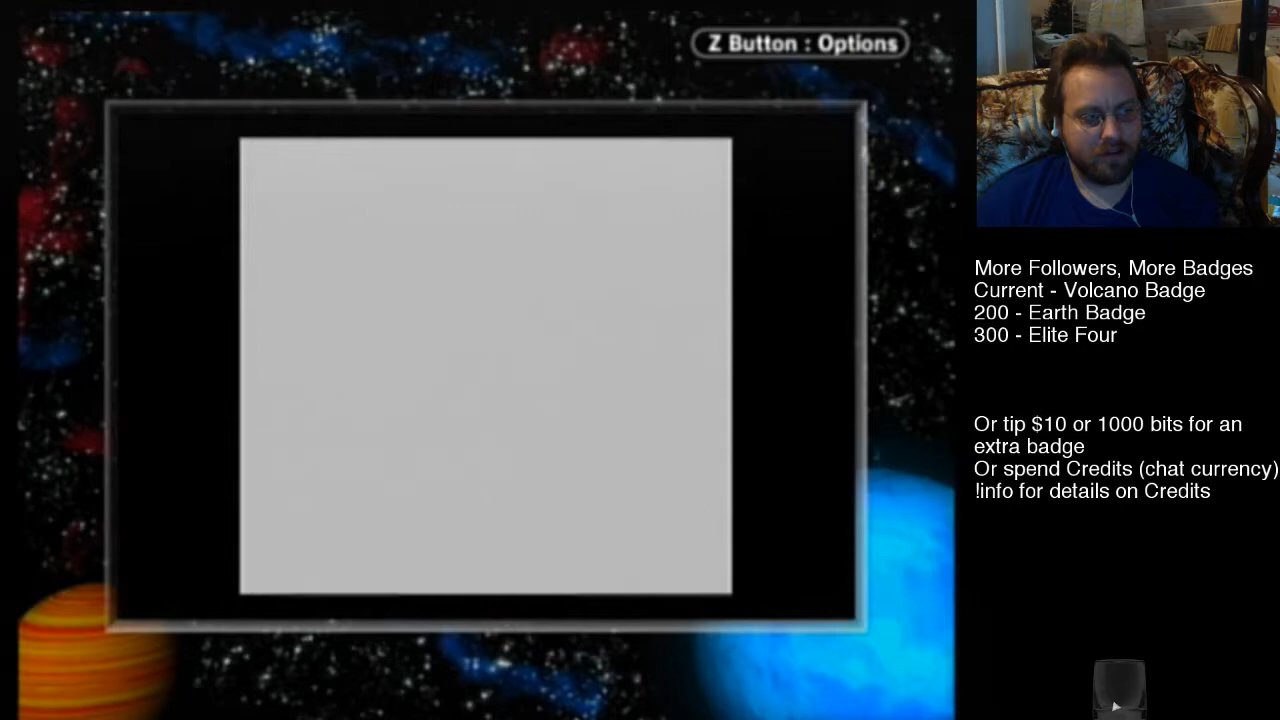 Z Button : Options
More Followers, More Badges
Current - Volcano Badge
200 - Earth Badge
300 - Elite Four
Or tip $10 or 1000 bits for an
extra badge
Or spend Credits (chat currency)
!info for details on Credits